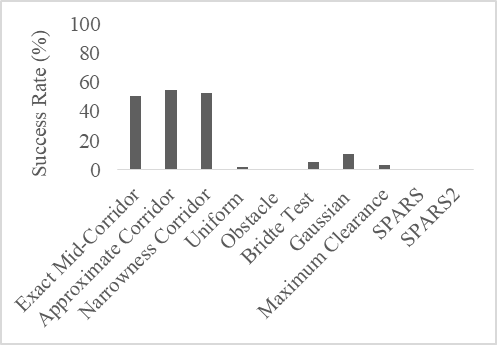 Success Rate (%)
100
80
60
40
20
0
Exact Mid-Corridor
Approximate Corridor
Narrowness Corridor
Uniform
Obstacle
Bridte Test
Gaussian
Maximum Clearance
SPARS
SPARS2